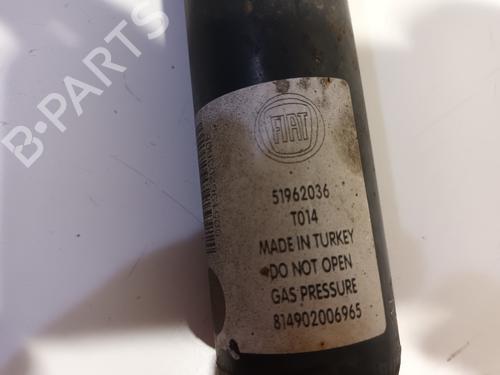 B-PARTS
FIAT
51962036
T014
MADE IN TURKEY
DO NOT OPEN
GAS PRESSURE
814902006965